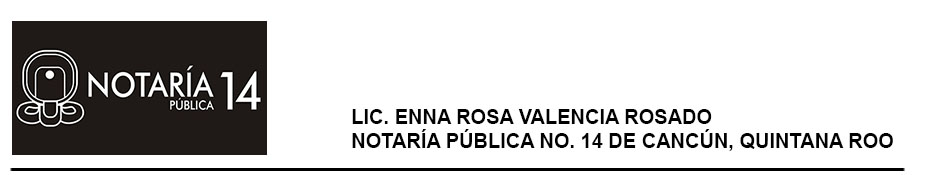 NOTARÍA 14
PÚBLICA
LIC. ENNA ROSA VALENCIA ROSADO
NOTARÍA PÚBLICA NO. 14 DE CANCÚN, QUINTANA ROO